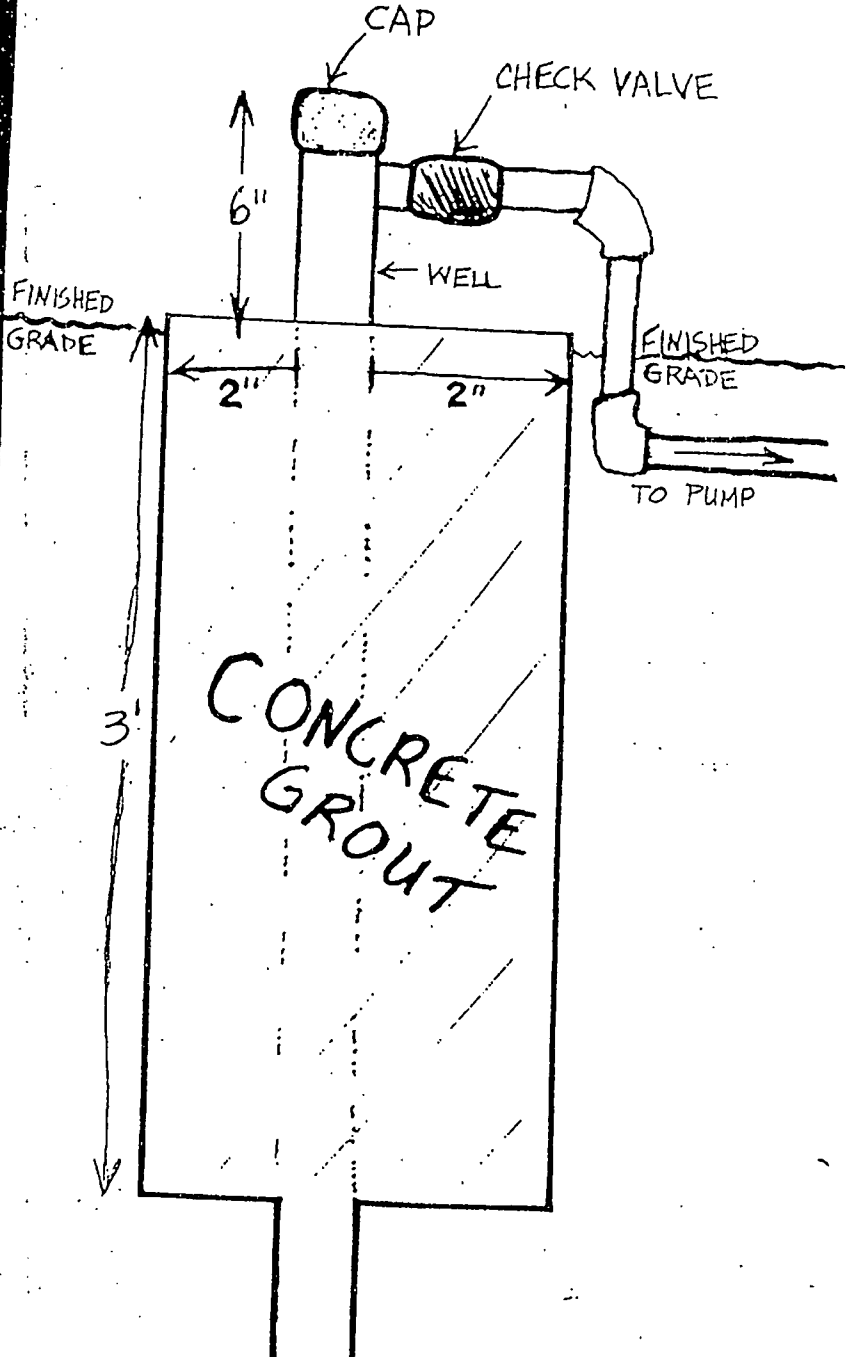 CAP
CHECK VALVE
6"
WELL
FINISHED
GRADE
FINISHED
GRADE
2"
2"
TO PUMP
3'
CONCRETE
GROUT